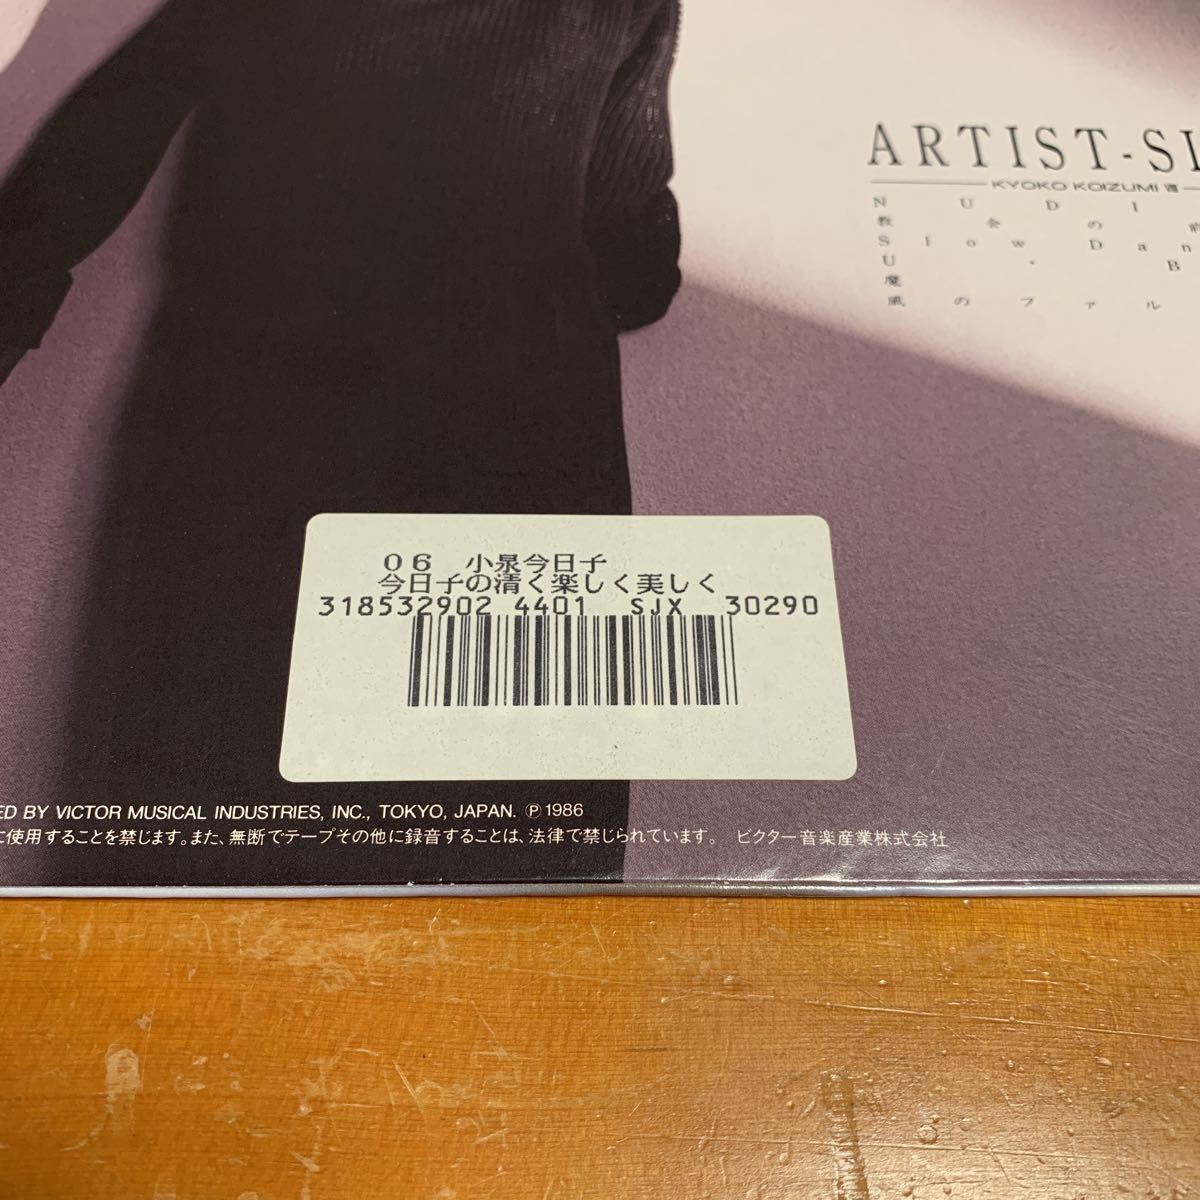 ARTIST-SI
KYOKO KOIZUMI VIII
N U D I
教 会 の 前
Slow Dan
U . B
魔
風のファル
06 小泉今日子
今日子の清く楽しく美しく
318532902 4401 SJX 30290
ED BY VICTOR MUSICAL INDUSTRIES, INC., TOKYO, JAPAN. Ⓟ1986
に使用することを禁じます。また、無断でテープその他に録音することは、法律で禁じられています。 ビクター音楽産業株式会社